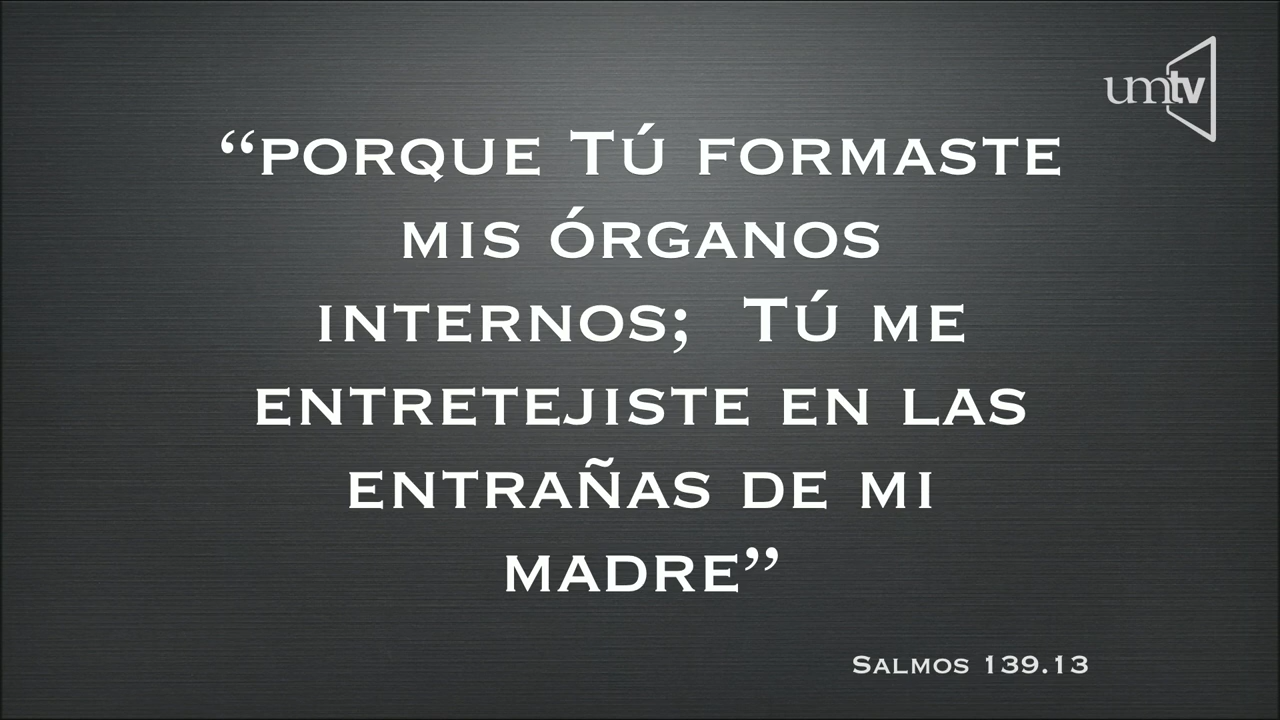 umtv
“PORQUE TÚ FORMASTE
MIS ÓRGANOS
INTERNOS; TÚ ME
ENTRETEJISTE EN LAS
ENTRAÑAS DE MI
MADRE”
SALMOS 139.13